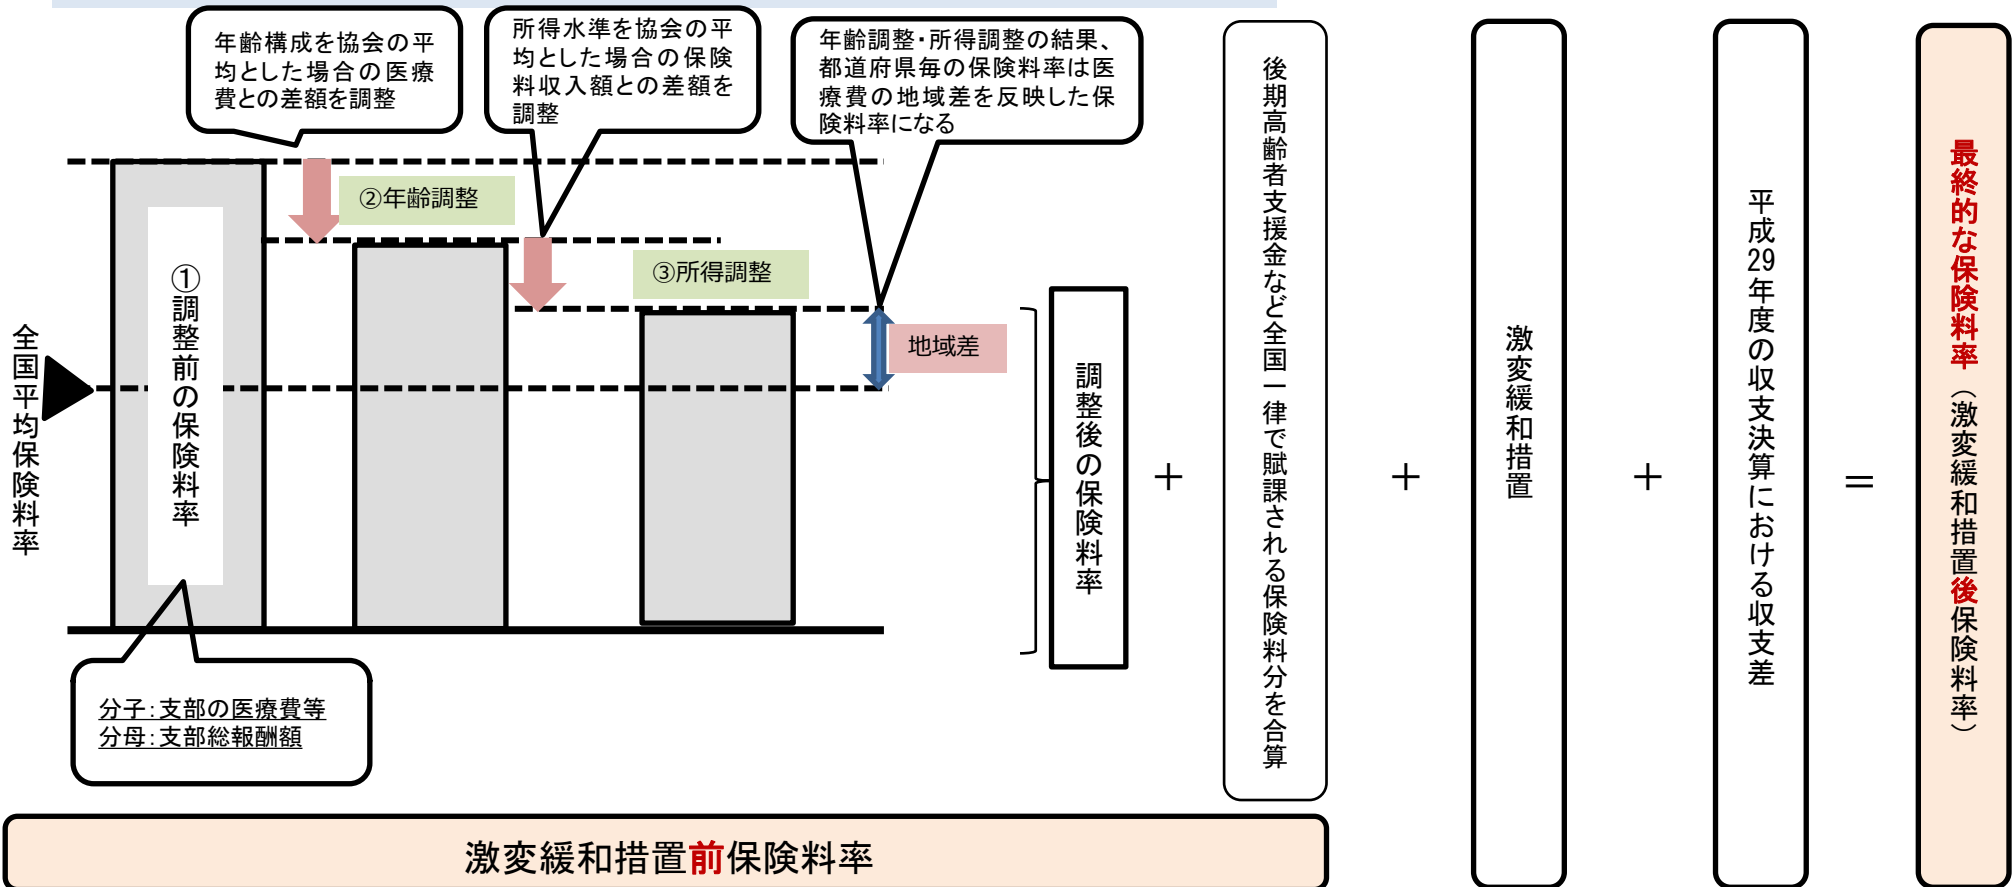 年齢構成を協会の平
均とした場合の医療
費との差額を調整
所得水準を協会の平
均とした場合の保険
料収入額との差額を
調整
年齢調整・所得調整の結果、
都道府県毎の保険料率は医
療費の地域差を反映した保
険料率になる
②年齢調整
③所得調整
地域差
全国平均保険料率
①調整前の保険料率
分子：支部の医療費等
分母：支部総報酬額
調整後の保険料率
＋
後期高齢者支援金など全国一律で賦課される保険料分を合算
＋
激変緩和措置
＋
平成29年度の収支決算における収支差
＝
最終的な保険料率（激変緩和措置後保険料率）
激変緩和措置前保険料率